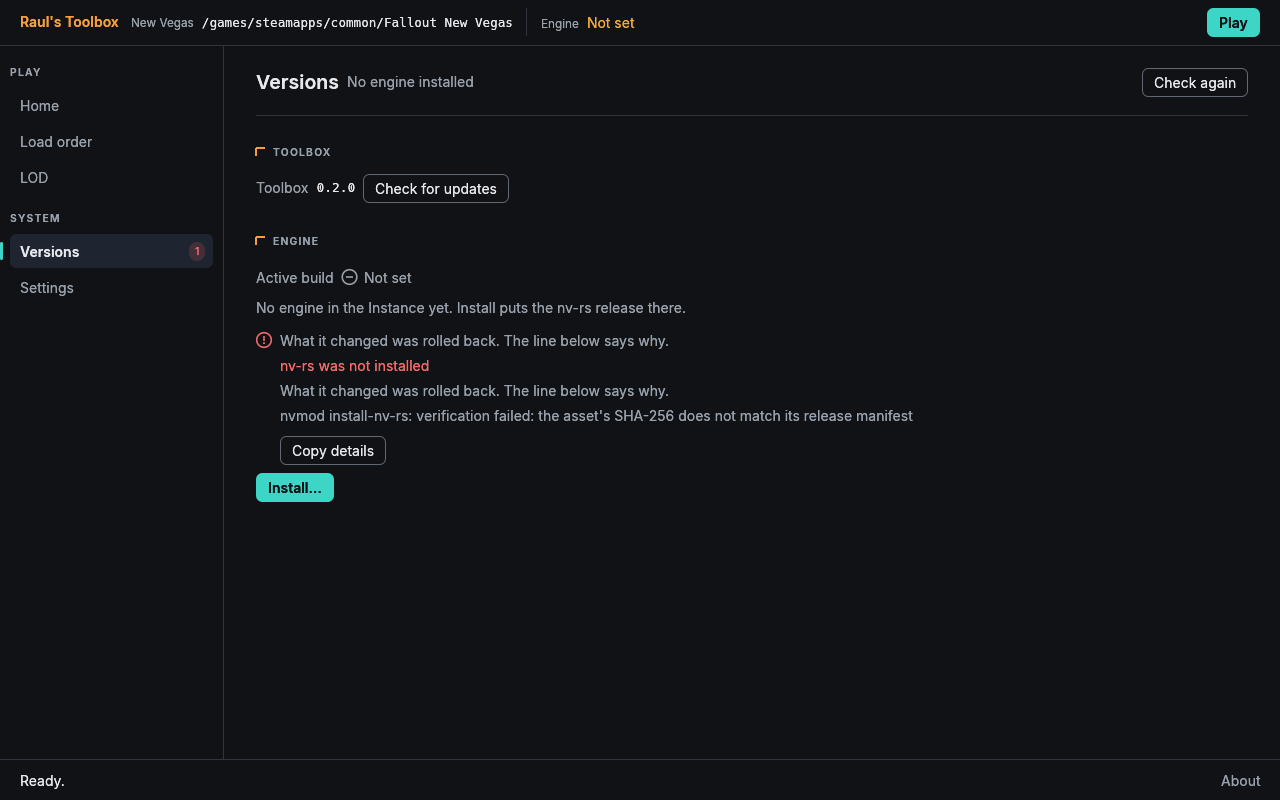 Raul's Toolbox New Vegas /games/steamapps/common/Fallout New Vegas Engine Not set Play
PLAY
Home
Load order
LOD
SYSTEM
Versions 1
Settings
Versions No engine installed Check again
TOOLBOX
Toolbox 0.2.0 Check for updates
ENGINE
Active build Not set
No engine in the Instance yet. Install puts the nv-rs release there.
What it changed was rolled back. The line below says why.
nv-rs was not installed
What it changed was rolled back. The line below says why.
nvmod install-nv-rs: verification failed: the asset's SHA-256 does not match its release manifest
Copy details
Install...
Ready. About